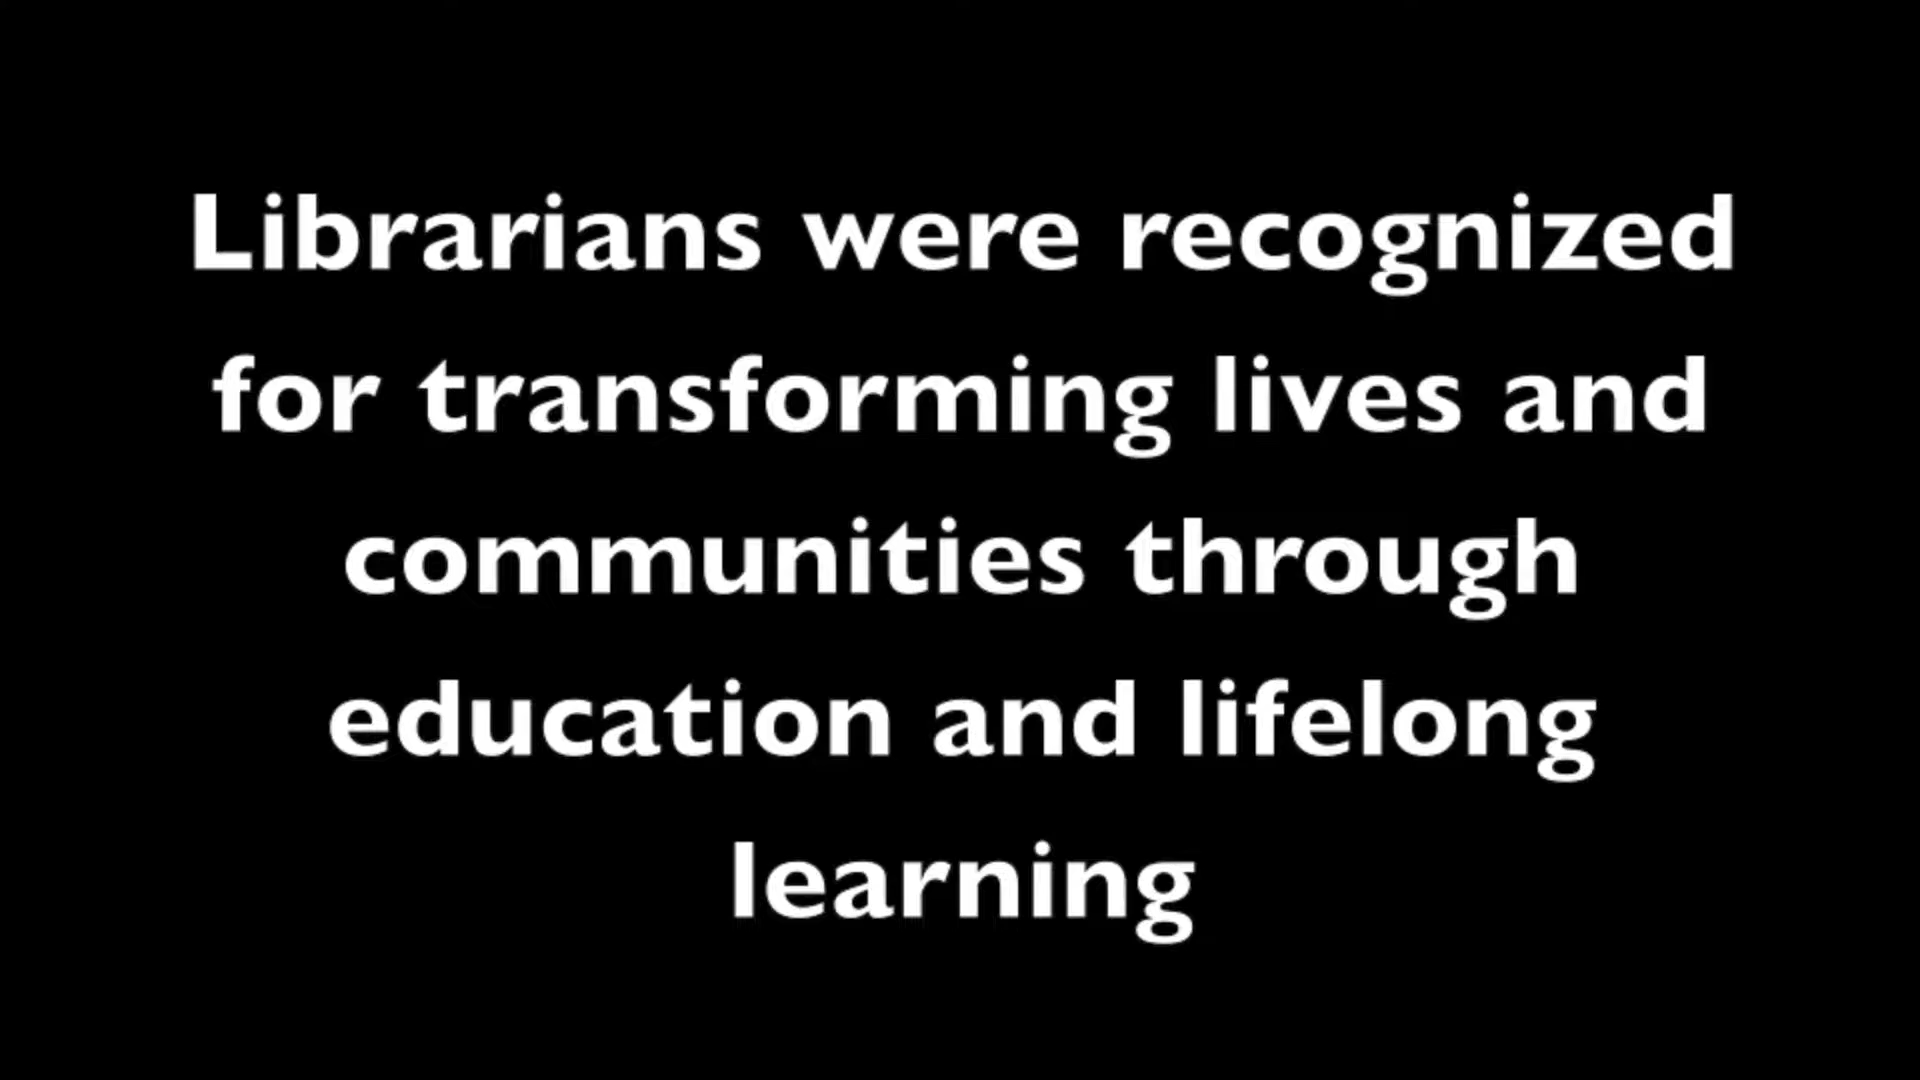 Librarians were recognized
for transforming lives and
communities through
education and lifelong
learning